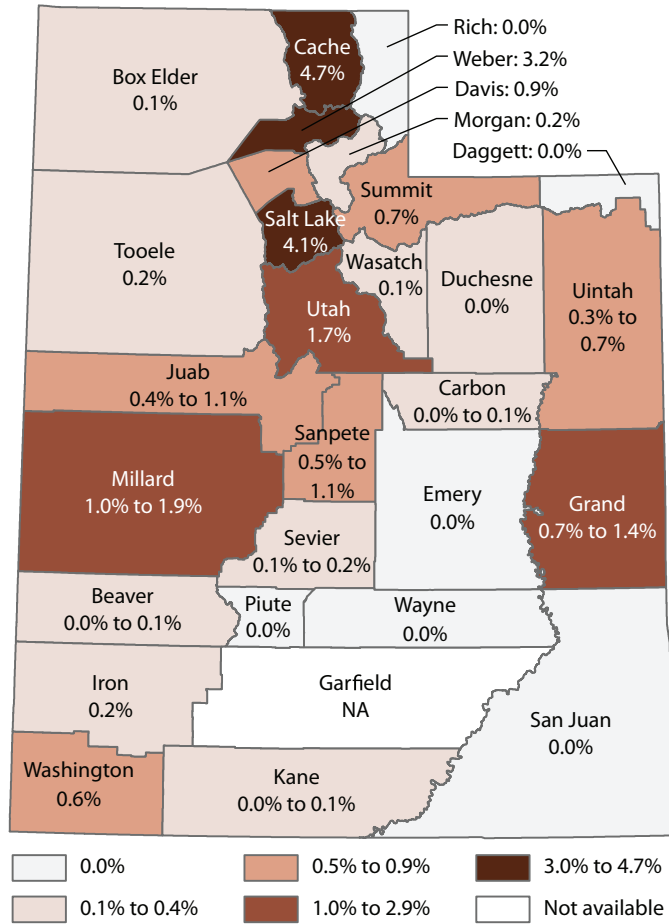 Rich: 0.0%
Cache
4.7%
Weber: 3.2%
Box Elder
0.1%
Davis: 0.9%
Morgan: 0.2%
Daggett: 0.0%
Summit
0.7%
Salt Lake
4.1%
Tooele
0.2%
Wasatch
0.1%
Duchesne
0.0%
Uintah
0.3% to
0.7%
Utah
1.7%
Juab
0.4% to 1.1%
Carbon
0.0% to 0.1%
Sanpete
0.5% to
1.1%
Millard
1.0% to 1.9%
Emery
0.0%
Grand
0.7% to 1.4%
Sevier
0.1% to 0.2%
Beaver
0.0% to 0.1%
Piute
0.0%
Wayne
0.0%
Iron
0.2%
Garfield
NA
San Juan
0.0%
Washington
0.6%
Kane
0.0% to 0.1%
0.0%
0.5% to 0.9%
3.0% to 4.7%
0.1% to 0.4%
1.0% to 2.9%
Not available